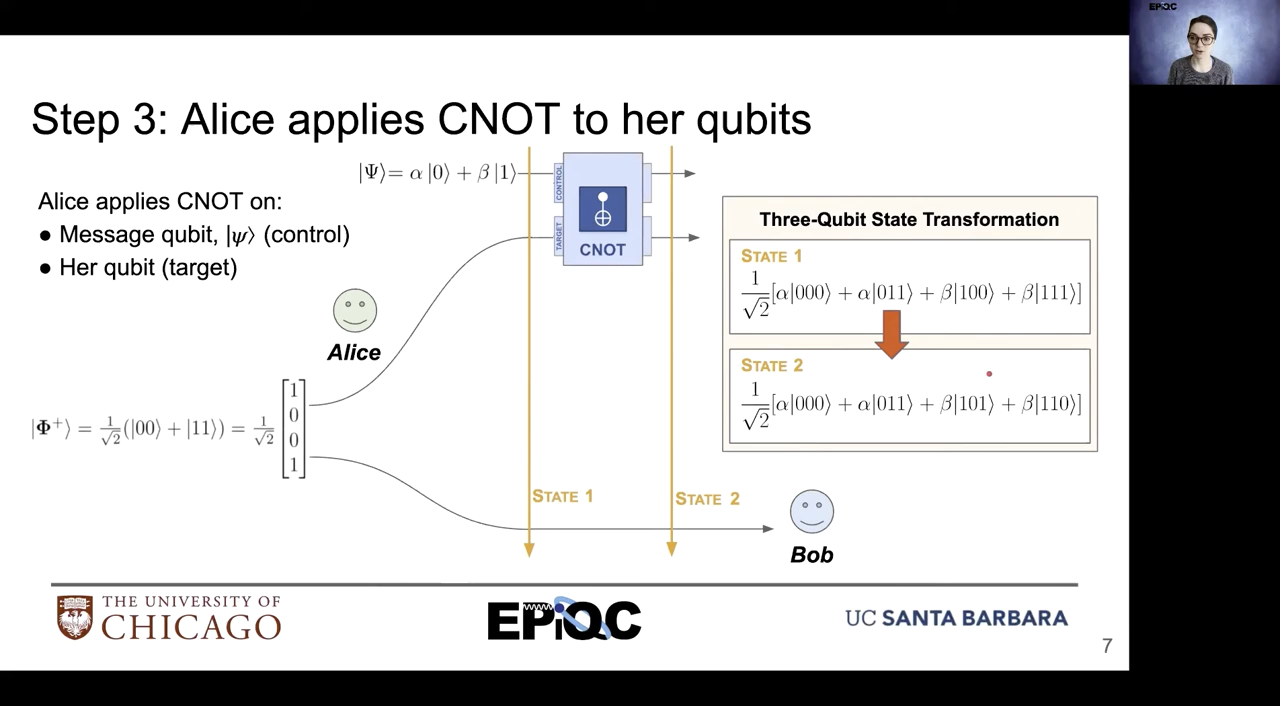 EPiQC
Step 3: Alice applies CNOT to her qubits
|Ψ⟩= α |0⟩ + β |1⟩
CONTROL
TARGET
CNOT
Alice applies CNOT on:
● Message qubit, |ψ⟩ (control)
● Her qubit (target)
Alice
|Φ⁺⟩ = 1/√2(|00⟩ + |11⟩) = 1/√2 [1 0 0 1]
Three-Qubit State Transformation
STATE 1
1/√2[α|000⟩ + α|011⟩ + β|100⟩ + β|111⟩]
STATE 2
1/√2[α|000⟩ + α|011⟩ + β|101⟩ + β|110⟩]
STATE 1
STATE 2
Bob
THE UNIVERSITY OF
CHICAGO
EPiQC
UC SANTA BARBARA
7